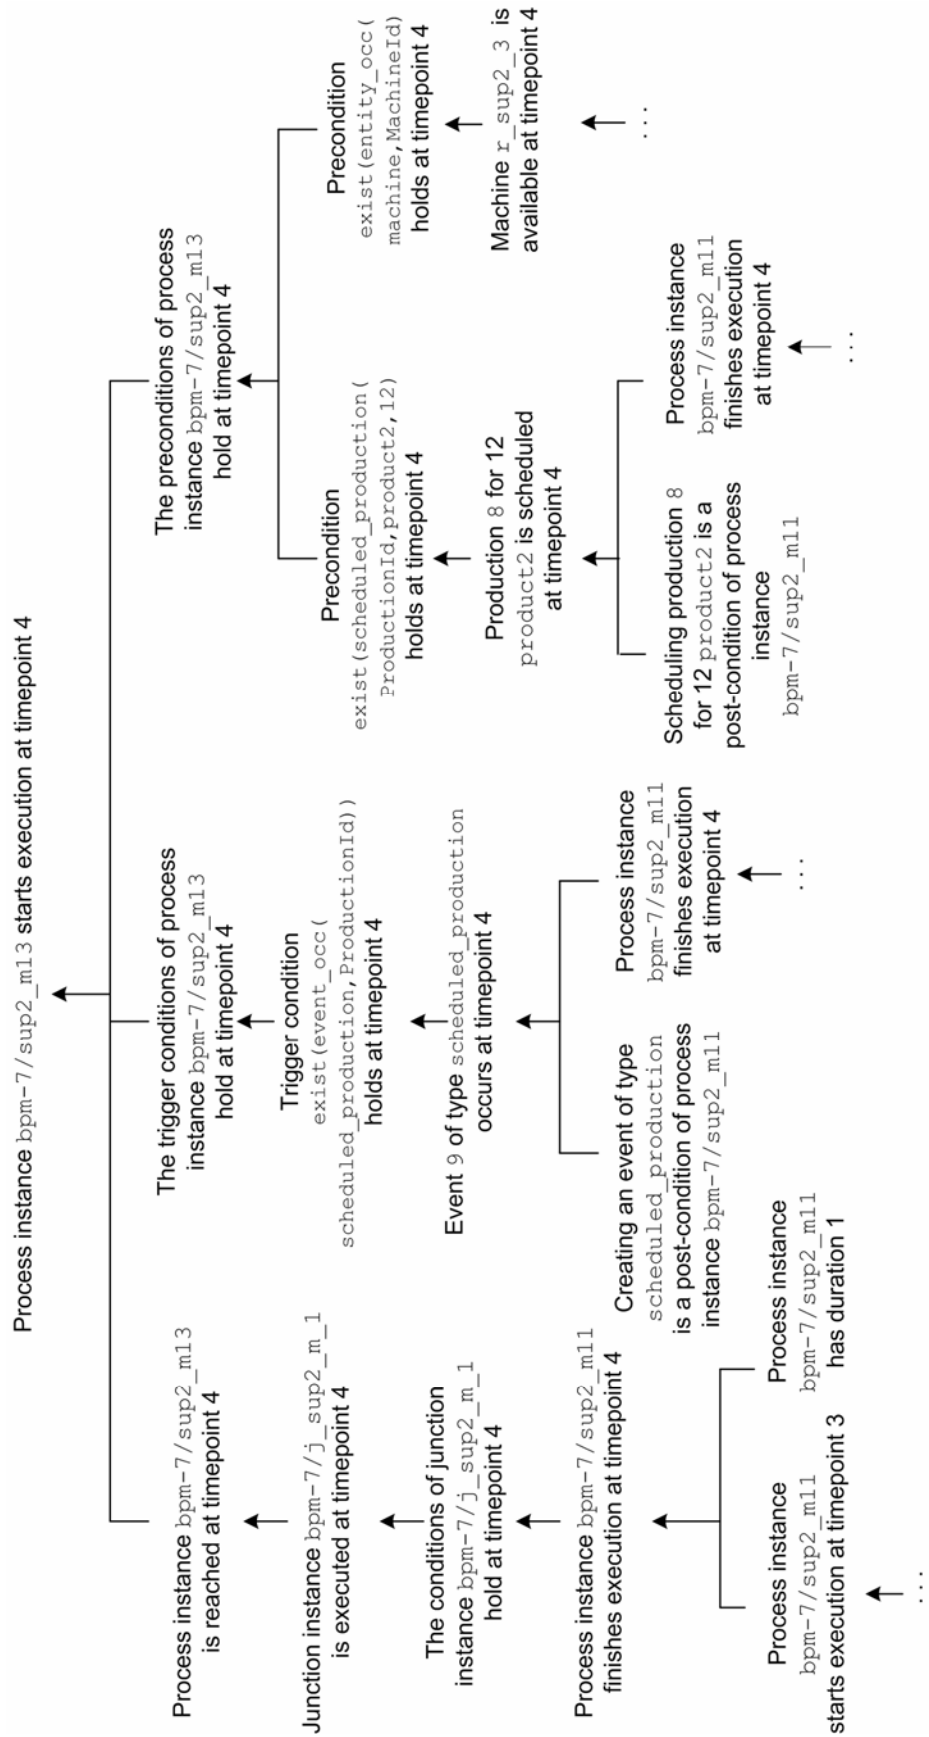 Process instance bpm-7/sup2_m13 starts execution at timepoint 4
Process instance bpm-7/sup2_m13
is reached at timepoint 4
Junction instance bpm-7/j_sup2_m_1
is executed at timepoint 4
The conditions of junction
instance bpm-7/j_sup2_m_1
hold at timepoint 4
Process instance bpm-7/sup2_m11
finishes execution at timepoint 4
Process instance
bpm-7/sup2_m11
starts execution at timepoint 3
...
Process instance
bpm-7/sup2_m11
has duration 1
The trigger conditions of process
instance bpm-7/sup2_m13
hold at timepoint 4
Trigger condition
exist(event_occ(
scheduled_production,ProductionId))
holds at timepoint 4
Event 9 of type scheduled_production
occurs at timepoint 4
Creating an event of type
scheduled_production
is a post-condition of process
instance bpm-7/sup2_m11
Process instance
bpm-7/sup2_m11
finishes execution
at timepoint 4
...
The preconditions of process
instance bpm-7/sup2_m13
hold at timepoint 4
Precondition
exist(scheduled_production(
ProductionId,product2,12)
holds at timepoint 4
Production 8 for 12
product2 is scheduled
at timepoint 4
Scheduling production 8
for 12 product2 is a
post-condition of process
instance
bpm-7/sup2_m11
Process instance
bpm-7/sup2_m11
finishes execution
at timepoint 4
...
Precondition
exist(entity_occ(
machine,MachineId)
holds at timepoint 4
Machine r_sup2_3 is
available at timepoint 4
...